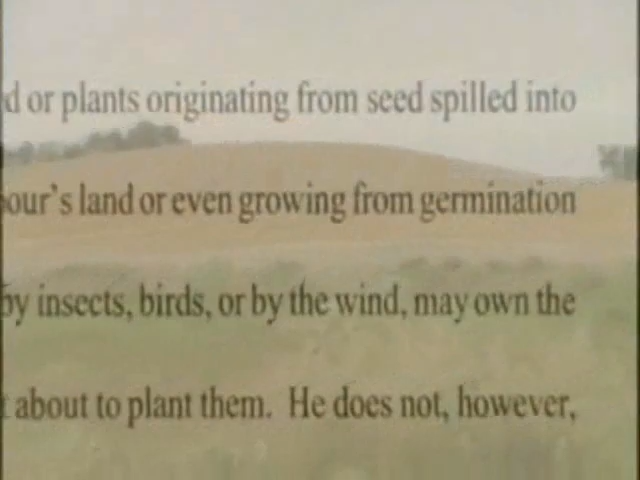 d or plants originating from seed spilled into
our's land or even growing from germination
by insects, birds, or by the wind, may own the
t about to plant them. He does not, however,